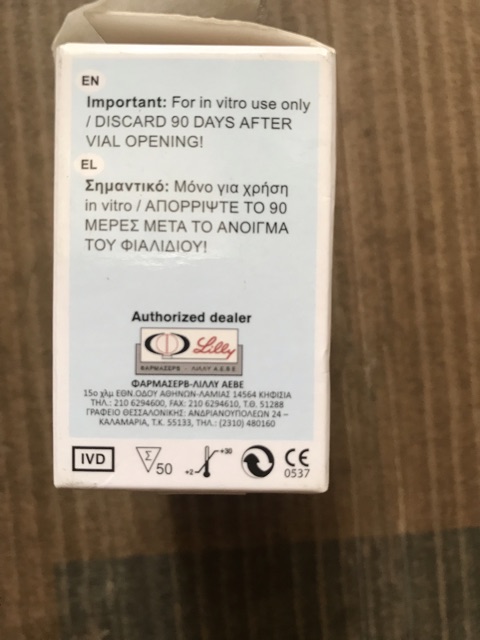 EN
Important: For in vitro use only
/ DISCARD 90 DAYS AFTER
VIAL OPENING!
EL
Σημαντικό: Μόνο για χρήση
in vitro / ΑΠΟΡΡΙΨΤΕ ΤΟ 90
ΜΕΡΕΣ ΜΕΤΑ ΤΟ ΑΝΟΙΓΜΑ
ΤΟΥ ΦΙΑΛΙΔΙΟΥ!
Authorized dealer
Lilly
ΦΑΡΜΑΣΕΡΒ - ΛΙΛΛΥ Α.Ε.Β.Ε
ΦΑΡΜΑΣΕΡΒ-ΛΙΛΛΥ ΑΕΒΕ
15ο χλμ ΕΘΝ.ΟΔΟΥ ΑΘΗΝΩΝ-ΛΑΜΙΑΣ 14564 ΚΗΦΙΣΙΑ
ΤΗΛ.: 210 6294600, FAX: 210 6294610, Τ.Θ. 51288
ΓΡΑΦΕΙΟ ΘΕΣΣΑΛΟΝΙΚΗΣ: ΑΝΔΡΙΑΝΟΥΠΟΛΕΩΝ 24 –
ΚΑΛΑΜΑΡΙΑ, Τ.Κ. 55133, ΤΗΛ.: (2310) 480160
IVD Σ 50 +2 +30 CE
0537